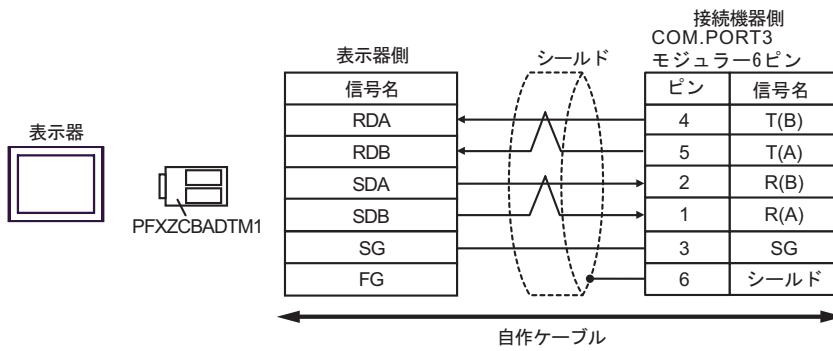 接続機器側
COM.PORT3
モジュラー6ピン
表示器側
シールド
表示器
PFXZCBADTM1
信号名
ピン
信号名
RDA
4
T(B)
RDB
5
T(A)
SDA
2
R(B)
SDB
1
R(A)
SG
3
SG
FG
6
シールド
自作ケーブル